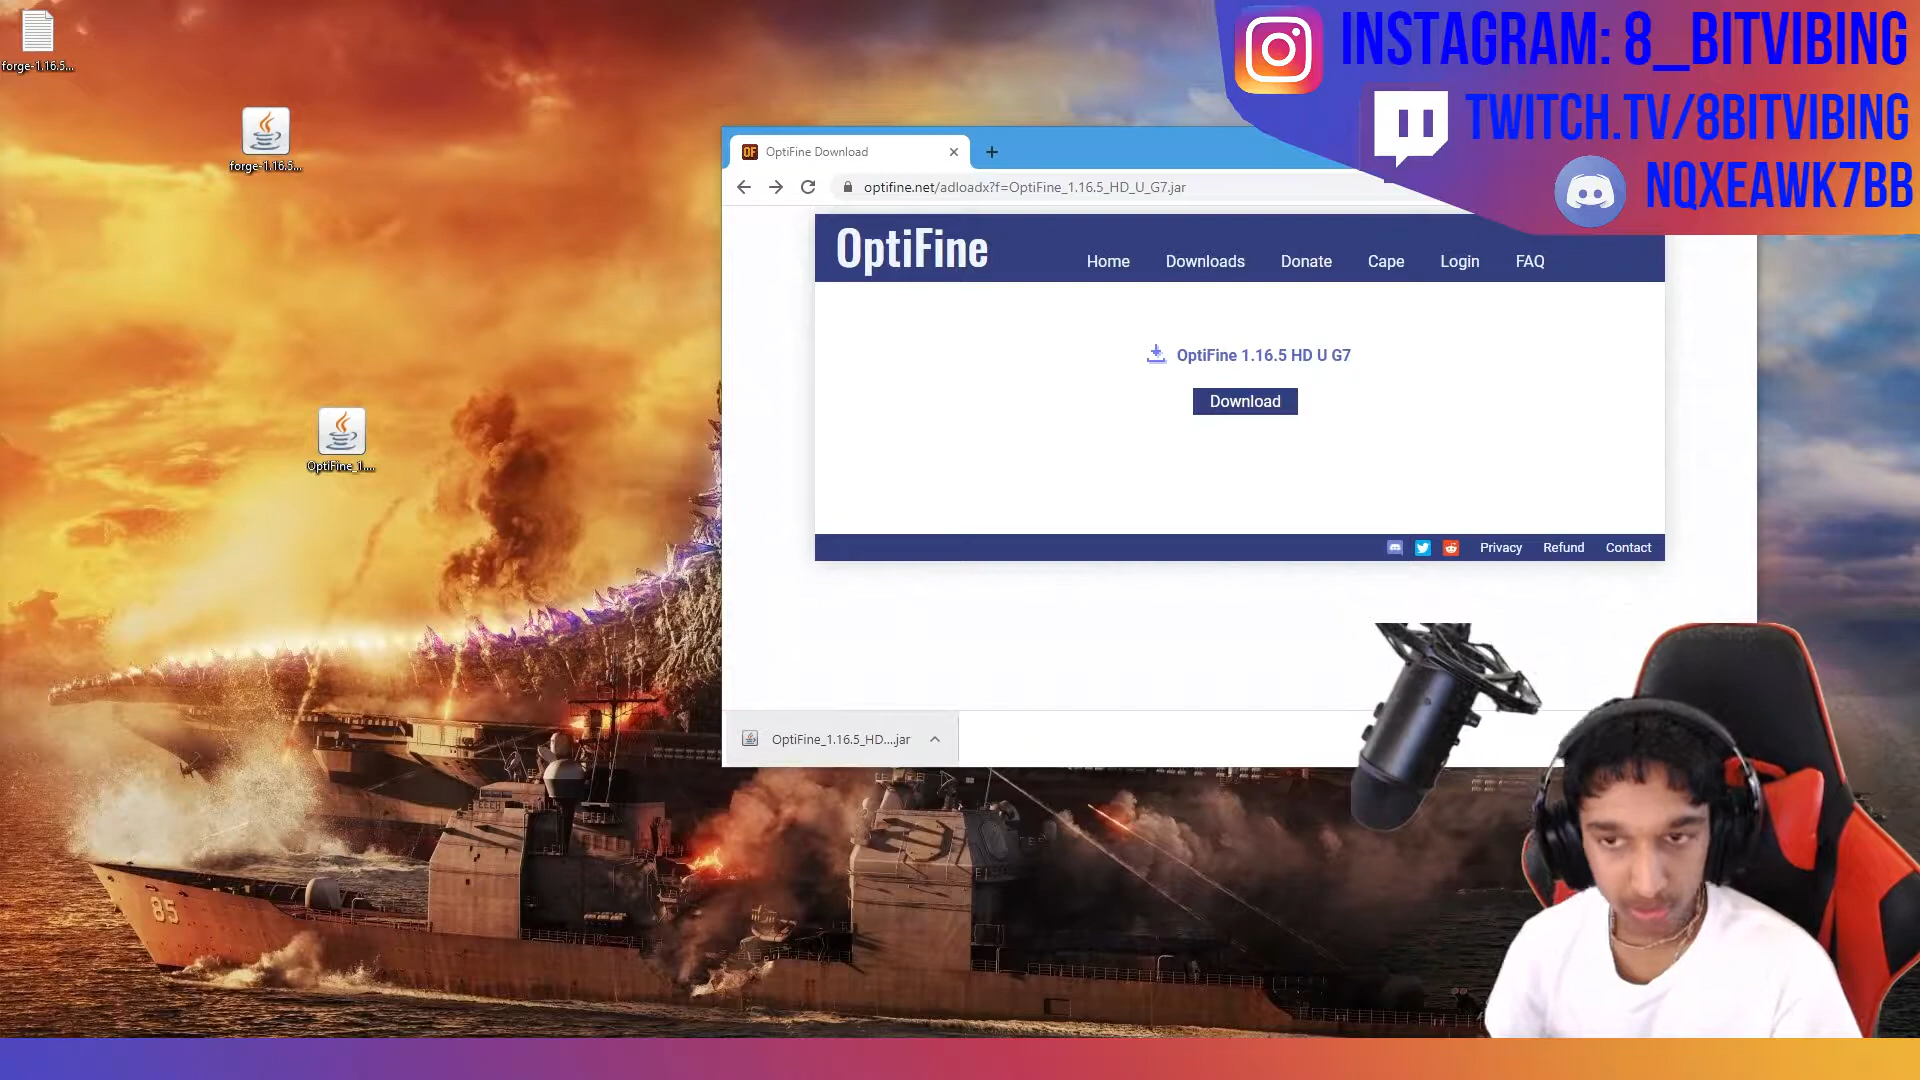 forge-1.16.5...
forge-1.16.5...
OptiFine_1....
INSTAGRAM: 8_BITVIBING
TWITCH.TV/8BITVIBING
NQXEAWK7BB
OF OptiFine Download
optifine.net/adloadx?f=OptiFine_1.16.5_HD_U_G7.jar
OptiFine
Home Downloads Donate Cape Login FAQ
OptiFine 1.16.5 HD U G7
Download
Privacy Refund Contact
OptiFine_1.16.5_HD....jar
85